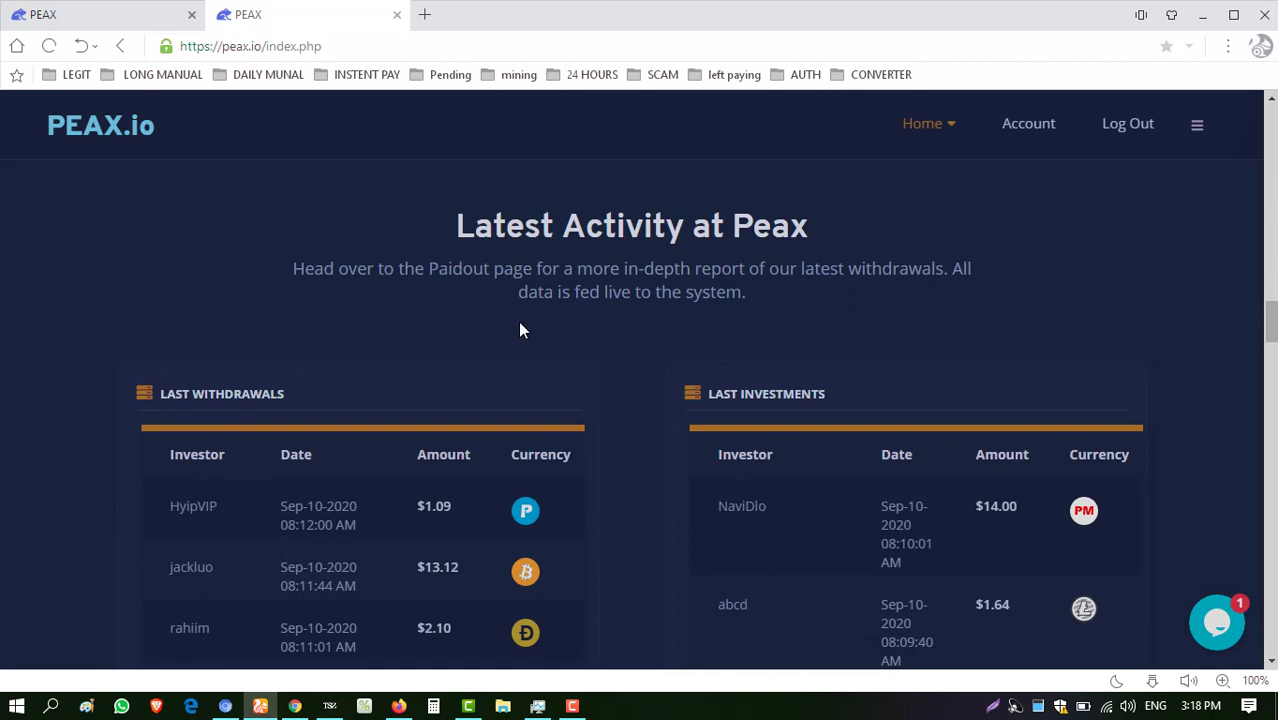 PEAX
PEAX
https://peax.io/index.php
LEGIT LONG MANUAL DAILY MUNAL INSTENT PAY Pending mining 24 HOURS SCAM left paying AUTH CONVERTER
PEAX.io
Home Account Log Out
Latest Activity at Peax
Head over to the Paidout page for a more in-depth report of our latest withdrawals. All
data is fed live to the system.
LAST WITHDRAWALS
Investor Date Amount Currency
HyipVIP Sep-10-2020 $1.09 P
08:12:00 AM
jackluo Sep-10-2020 $13.12
08:11:44 AM
rahiim Sep-10-2020 $2.10
08:11:01 AM
LAST INVESTMENTS
Investor Date Amount Currency
NaviDlo Sep-10- $14.00 PM
2020
08:10:01
AM
abcd Sep-10- $1.64
2020
08:09:40
AM
1
100%
ENG 3:18 PM